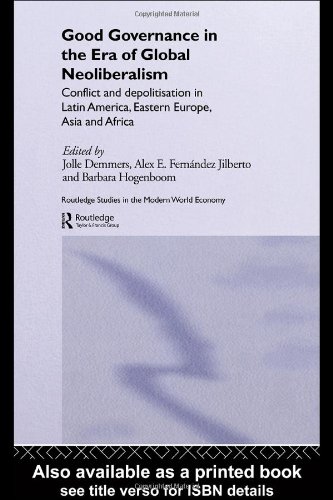 Good Governance in
the Era of Global
Neoliberalism
Conflict and depolitisation in
Latin America, Eastern Europe,
Asia and Africa
Edited by
Jolle Demmers, Alex E. Fernández Jilberto
and Barbara Hogenboom
Routledge Studies in the Modern World Economy
R
Routledge
Taylor & Francis Group
Also available as a printed book
see title verso for ISBN details